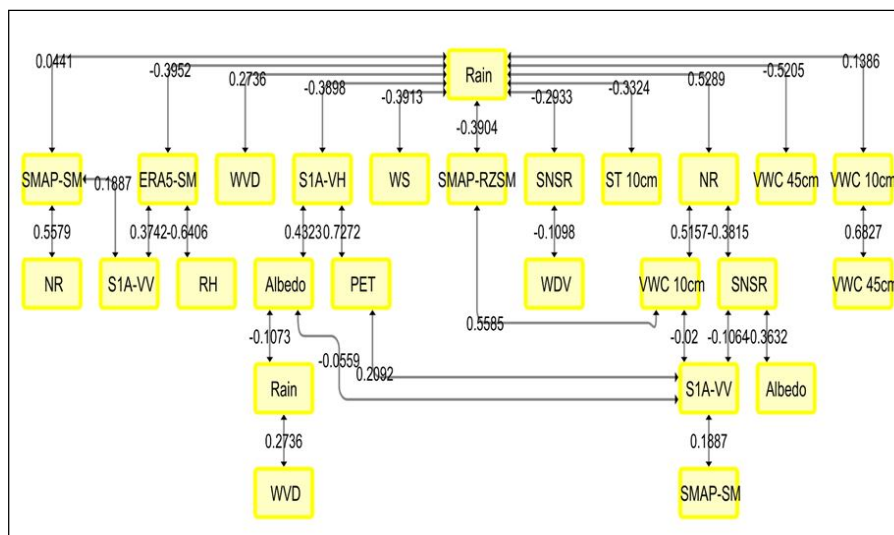 Rain
0.0441
-0.3952
0.2736
-0.3898
-0.3913
-0.3904
-0.2933
-0.3324
0.5289
-0.5205
0.1386
SMAP-SM
ERA5-SM
WVD
S1A-VH
WS
SMAP-RZSM
SNSR
ST 10cm
NR
VWC 45cm
VWC 10cm
0.1887
0.5579
0.3742
-0.6406
0.4323
0.7272
-0.1098
0.5157
-0.3815
0.6827
NR
S1A-VV
RH
Albedo
PET
WDV
VWC 10cm
SNSR
VWC 45cm
0.5585
-0.1073
-0.0559
0.2092
-0.02
-0.1064
-0.3632
Rain
S1A-VV
Albedo
0.2736
0.1887
WVD
SMAP-SM